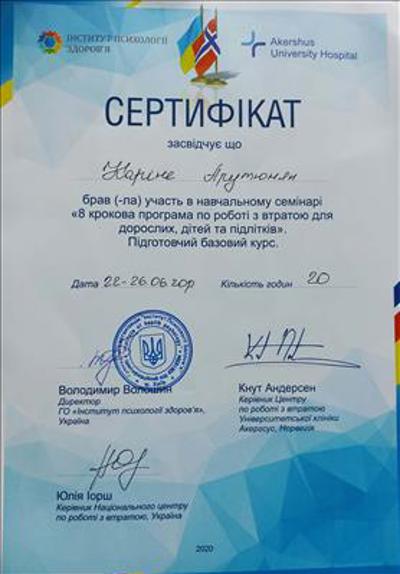 ІНСТИТУТ ПСИХОЛОГІЇ
ЗДОРОВ'Я
Akershus
University Hospital
СЕРТИФІКАТ
засвідчує що
Каріне Арутюнян
брав (-ла) участь в навчальному семінарі
«8 крокова програма по роботі з втратою для
дорослих, дітей та підлітків».
Підготовчий базовий курс.
Дата 22-26.06.20р Кількість годин 20
Володимир Волошин
Директор
ГО «Інститут психології здоров'я»,
Україна
Кнут Андерсен
Керівник Центру
по роботі з втратою
Університетської клініки
Акерсгус, Норвегія
Юлія Іорш
Керівник Національного центру
по роботі з втратою, Україна
2020